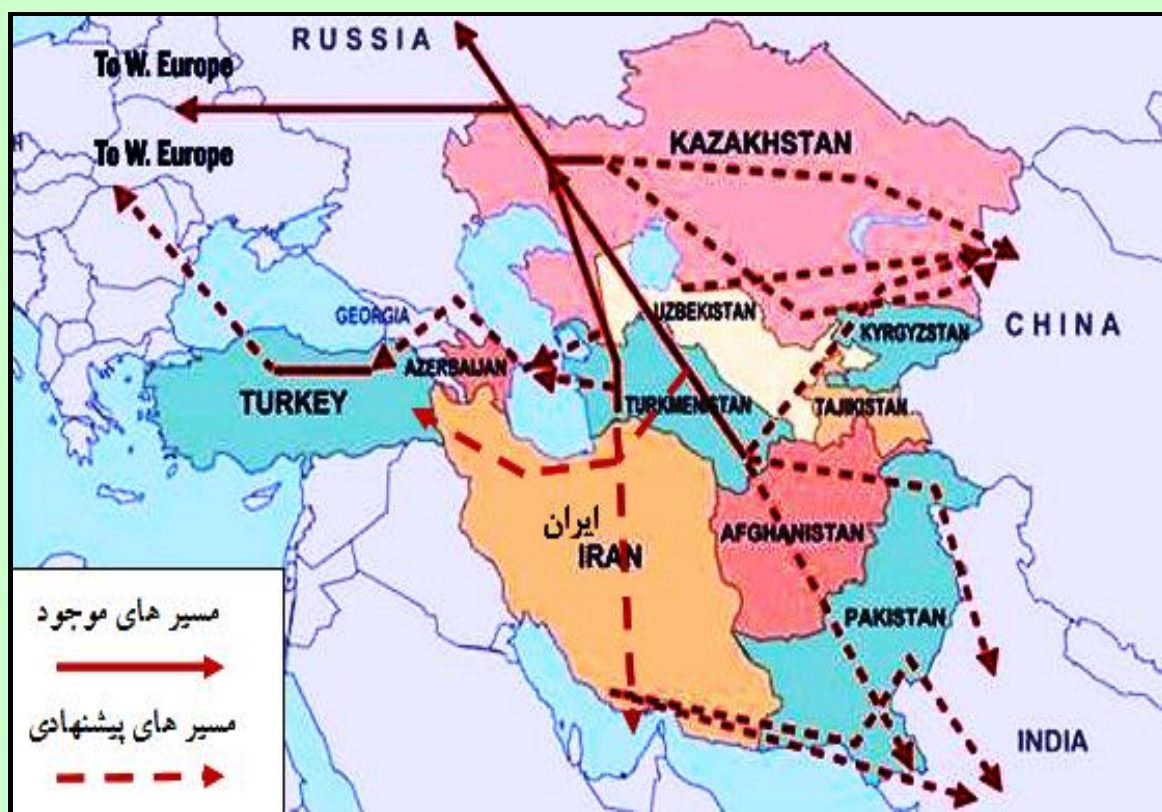 RUSSIA
To W. Europe
KAZAKHSTAN
To W. Europe
UZBEKISTAN
GEORGIA
KYRGYZSTAN
CHINA
AZERBAIJAN
TURKEY
TURKMENISTAN
TAJIKISTAN
ایران
IRAN
AFGHANISTAN
PAKISTAN
INDIA
مسیر های موجود
مسیر های پیشنهادی